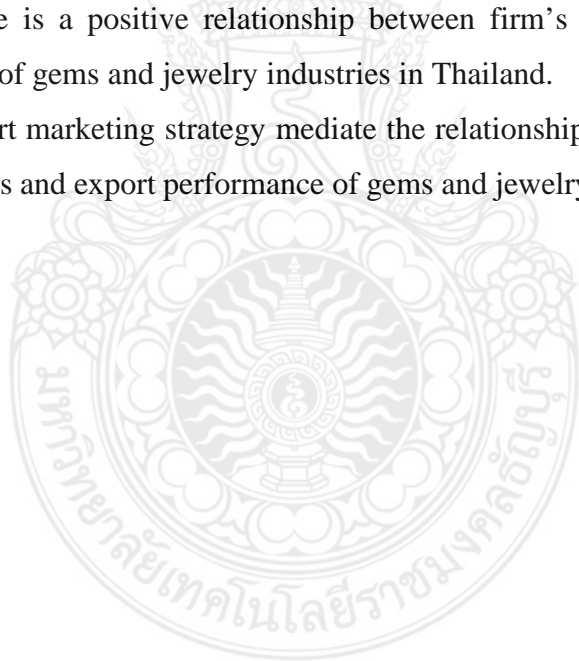 e is a positive relationship between firm’s
of gems and jewelry industries in Thailand.
rt marketing strategy mediate the relationship
s and export performance of gems and jewelry
มหาวิทยาลัยเทคโนโลยีราชมงคลธัญบุรี